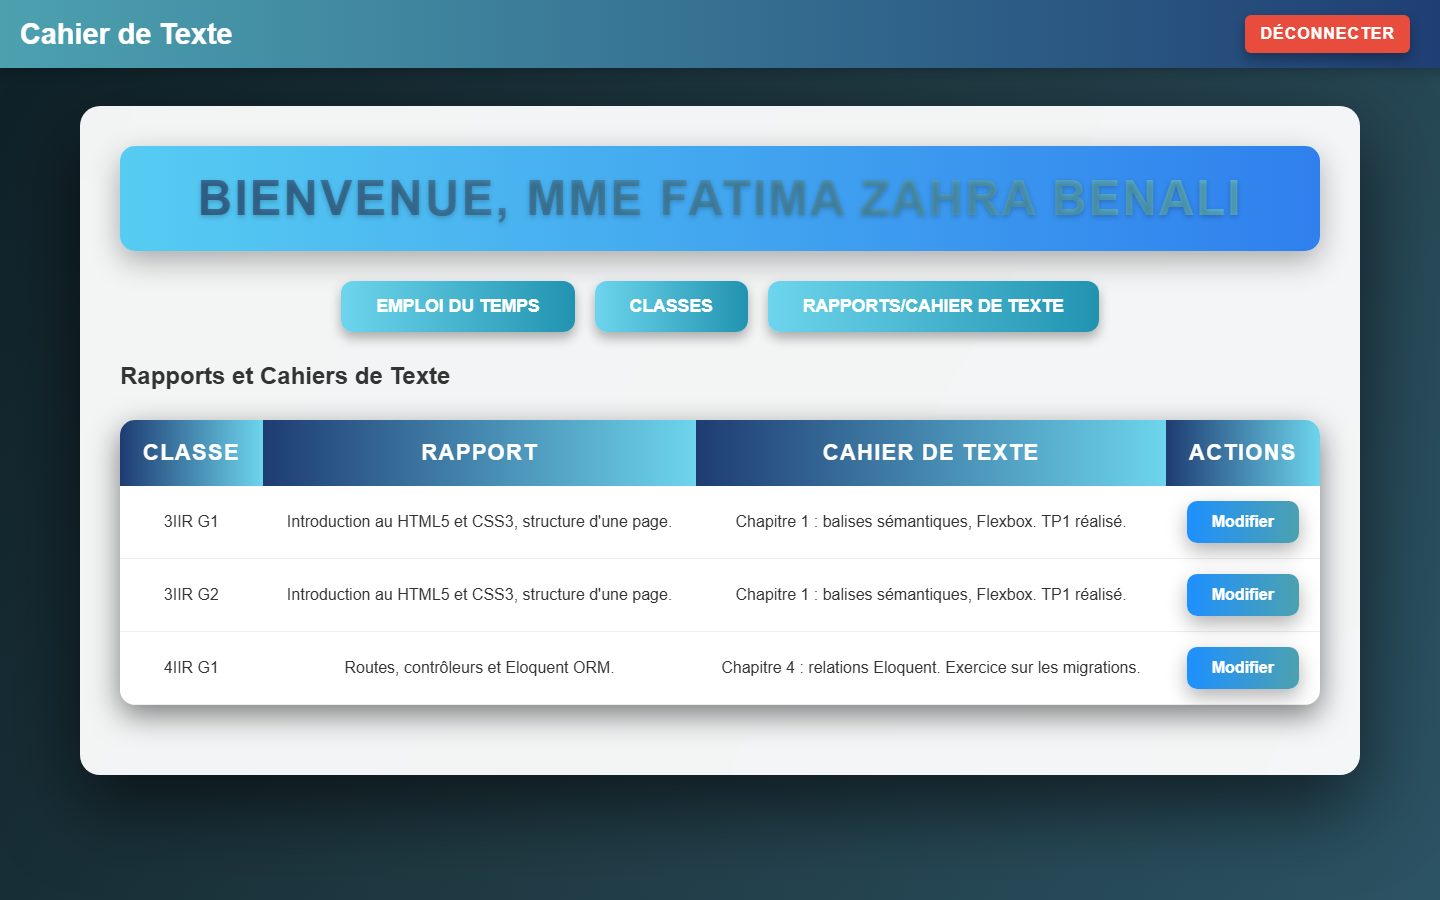 Cahier de Texte
DÉCONNECTER
BIENVENUE, MME FATIMA ZAHRA BENALI
EMPLOI DU TEMPS
CLASSES
RAPPORTS/CAHIER DE TEXTE
Rapports et Cahiers de Texte
CLASSE RAPPORT CAHIER DE TEXTE ACTIONS
3IIR G1 Introduction au HTML5 et CSS3, structure d'une page. Chapitre 1 : balises sémantiques, Flexbox. TP1 réalisé. Modifier
3IIR G2 Introduction au HTML5 et CSS3, structure d'une page. Chapitre 1 : balises sémantiques, Flexbox. TP1 réalisé. Modifier
4IIR G1 Routes, contrôleurs et Eloquent ORM. Chapitre 4 : relations Eloquent. Exercice sur les migrations. Modifier